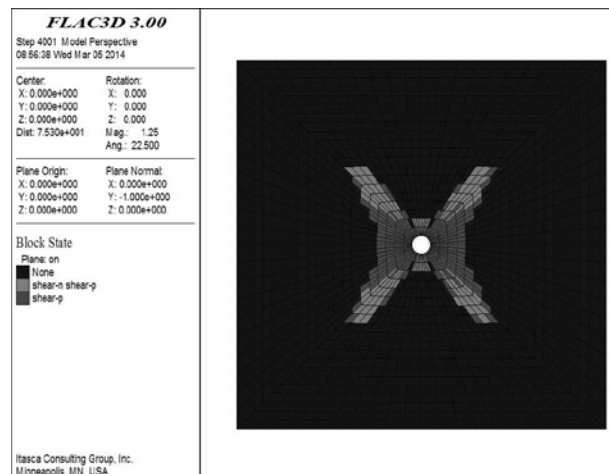 FLAC3D 3.00
Step 4001 Model Perspective
08:56:38 Wed Mar 05 2014
Center: Rotation:
X: 0.000e+000 X: 0.000
Y: 0.000e+000 Y: 0.000
Z: 0.000e+000 Z: 0.000
Dist: 7.530e+001 Mag.: 1.25
Ang.: 22.500
Plane Origin: Plane Normal:
X: 0.000e+000 X: 0.000e+000
Y: 0.000e+000 Y: -1.000e+000
Z: 0.000e+000 Z: 0.000e+000
Block State
Plane: on
None
shear-n shear-p
shear-p
Itasca Consulting Group, Inc.
Minneapolis, MN USA